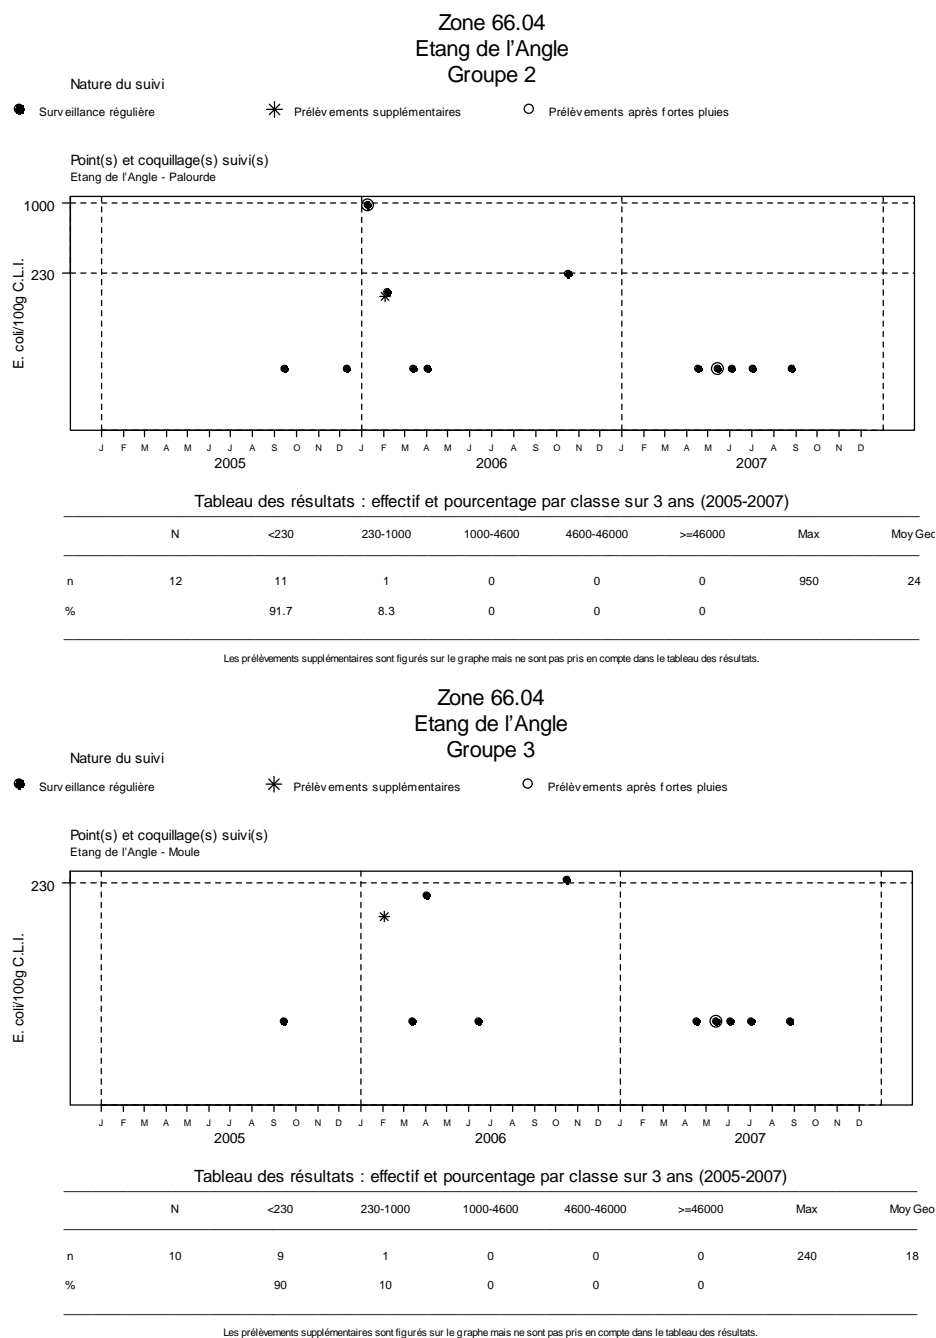 Zone 66.04
Etang de l'Angle
Groupe 2
Nature du suivi
Surveillance régulière
Prélèvements supplémentaires
Prélèvements après fortes pluies
Point(s) et coquillage(s) suivi(s)
Etang de l'Angle - Palourde
1000
230
E. coli/100g C.L.I.
J F M A M J J A S O N D J F M A M J J A S O N D J F M A M J J A S O N D
2005 2006 2007
Tableau des résultats : effectif et pourcentage par classe sur 3 ans (2005-2007)
N <230 230-1000 1000-4600 4600-46000 >=46000 Max Moy Geo
n 12 11 1 0 0 0 950 24
% 91.7 8.3 0 0 0
Les prélèvements supplémentaires sont figurés sur le graphe mais ne sont pas pris en compte dans le tableau des résultats.
Zone 66.04
Etang de l'Angle
Groupe 3
Nature du suivi
Surveillance régulière
Prélèvements supplémentaires
Prélèvements après fortes pluies
Point(s) et coquillage(s) suivi(s)
Etang de l'Angle - Moule
230
E. coli/100g C.L.I.
J F M A M J J A S O N D J F M A M J J A S O N D J F M A M J J A S O N D
2005 2006 2007
Tableau des résultats : effectif et pourcentage par classe sur 3 ans (2005-2007)
N <230 230-1000 1000-4600 4600-46000 >=46000 Max Moy Geo
n 10 9 1 0 0 0 240 18
% 90 10 0 0 0
Les prélèvements supplémentaires sont figurés sur le graphe mais ne sont pas pris en compte dans le tableau des résultats.